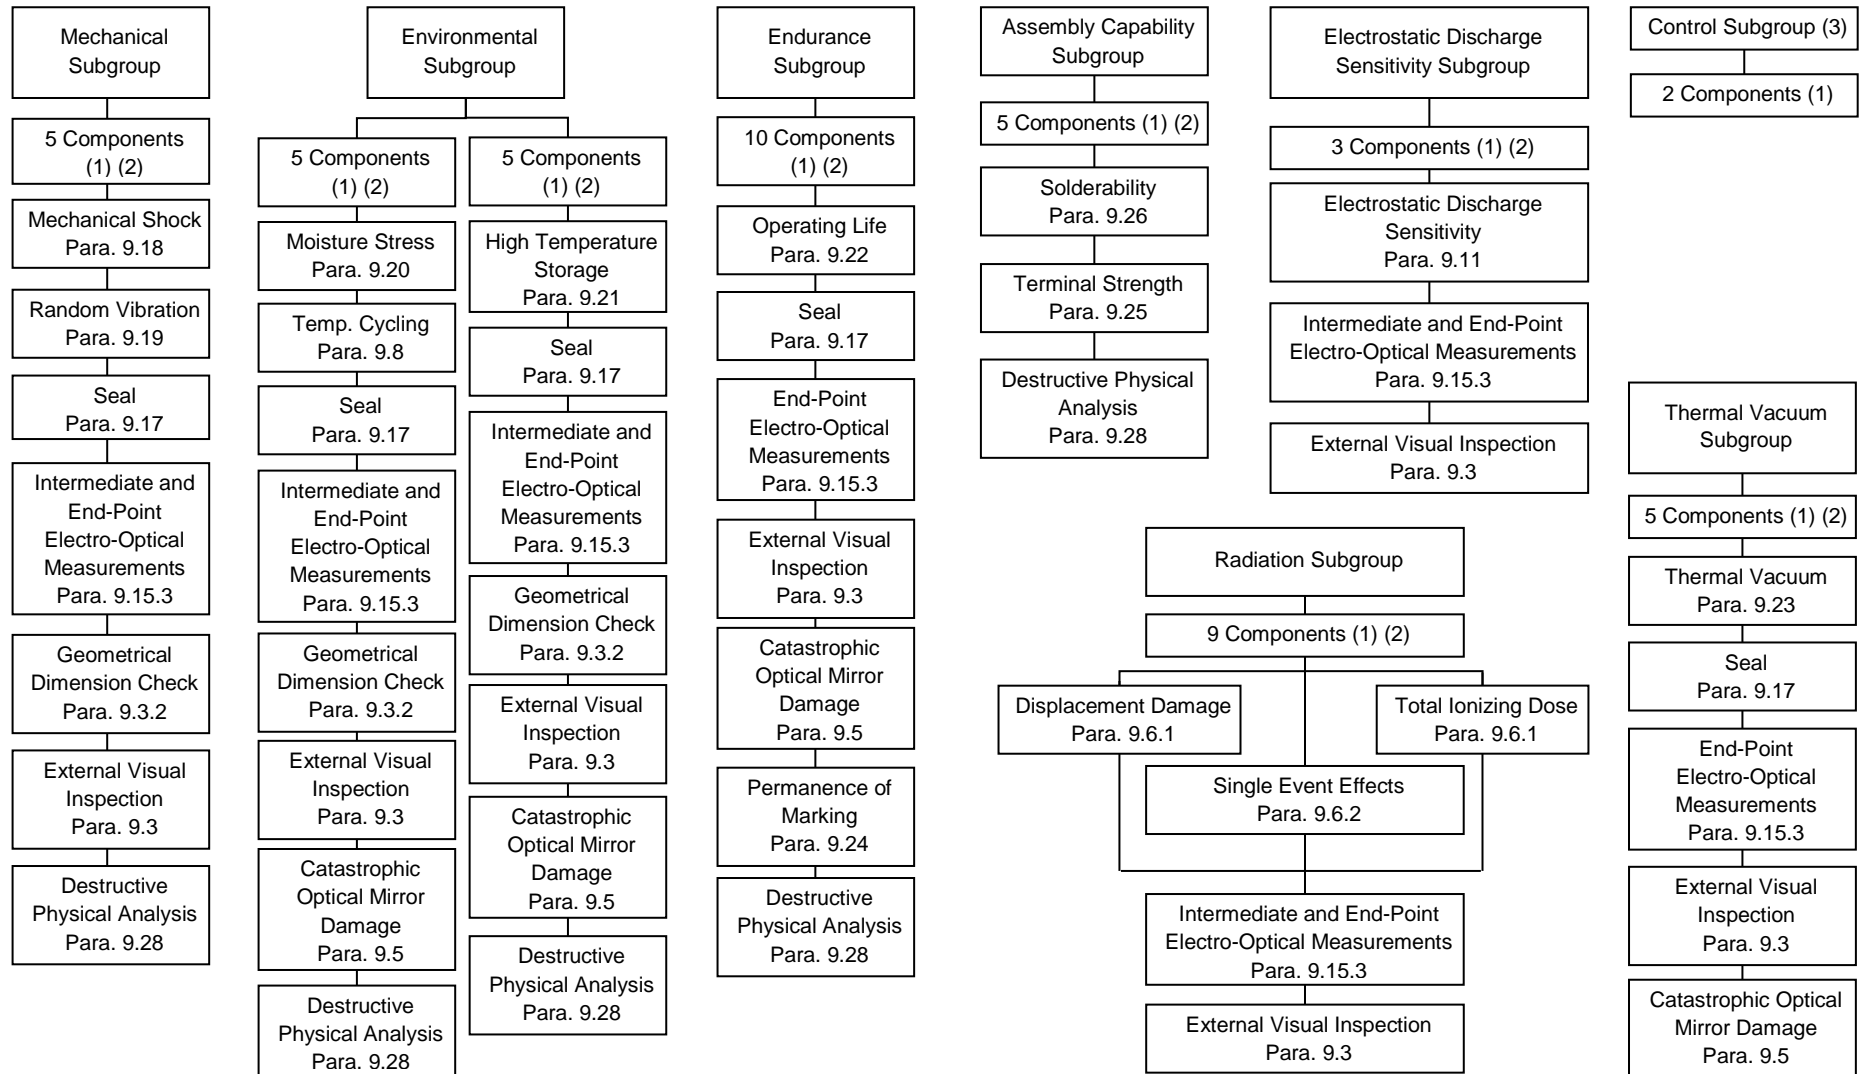 Mechanical
Subgroup
5 Components
(1) (2)
Mechanical Shock
Para. 9.18
Random Vibration
Para. 9.19
Seal
Para. 9.17
Intermediate and
End-Point
Electro-Optical
Measurements
Para. 9.15.3
Geometrical
Dimension Check
Para. 9.3.2
External Visual
Inspection
Para. 9.3
Destructive
Physical Analysis
Para. 9.28
Environmental
Subgroup
5 Components
(1) (2)
Moisture Stress
Para. 9.20
Temp. Cycling
Para. 9.8
Seal
Para. 9.17
Intermediate and
End-Point
Electro-Optical
Measurements
Para. 9.15.3
Geometrical
Dimension Check
Para. 9.3.2
External Visual
Inspection
Para. 9.3
Catastrophic
Optical Mirror
Damage
Para. 9.5
Destructive
Physical Analysis
Para. 9.28
5 Components
(1) (2)
High Temperature
Storage
Para. 9.21
Seal
Para. 9.17
Intermediate and
End-Point
Electro-Optical
Measurements
Para. 9.15.3
Geometrical
Dimension Check
Para. 9.3.2
External Visual
Inspection
Para. 9.3
Catastrophic
Optical Mirror
Damage
Para. 9.5
Destructive
Physical Analysis
Para. 9.28
Endurance
Subgroup
10 Components
(1) (2)
Operating Life
Para. 9.22
Seal
Para. 9.17
End-Point
Electro-Optical
Measurements
Para. 9.15.3
External Visual
Inspection
Para. 9.3
Catastrophic
Optical Mirror
Damage
Para. 9.5
Permanence of
Marking
Para. 9.24
Destructive
Physical Analysis
Para. 9.28
Assembly Capability
Subgroup
5 Components (1) (2)
Solderability
Para. 9.26
Terminal Strength
Para. 9.25
Destructive Physical
Analysis
Para. 9.28
Electrostatic Discharge
Sensitivity Subgroup
3 Components (1) (2)
Electrostatic Discharge
Sensitivity
Para. 9.11
Intermediate and End-Point
Electro-Optical Measurements
Para. 9.15.3
External Visual Inspection
Para. 9.3
Radiation Subgroup
9 Components (1) (2)
Displacement Damage
Para. 9.6.1
Total Ionizing Dose
Para. 9.6.1
Single Event Effects
Para. 9.6.2
Intermediate and End-Point
Electro-Optical Measurements
Para. 9.15.3
External Visual Inspection
Para. 9.3
Control Subgroup (3)
2 Components (1)
Thermal Vacuum
Subgroup
5 Components (1) (2)
Thermal Vacuum
Para. 9.23
Seal
Para. 9.17
End-Point
Electro-Optical
Measurements
Para. 9.15.3
External Visual
Inspection
Para. 9.3
Catastrophic Optical
Mirror Damage
Para. 9.5